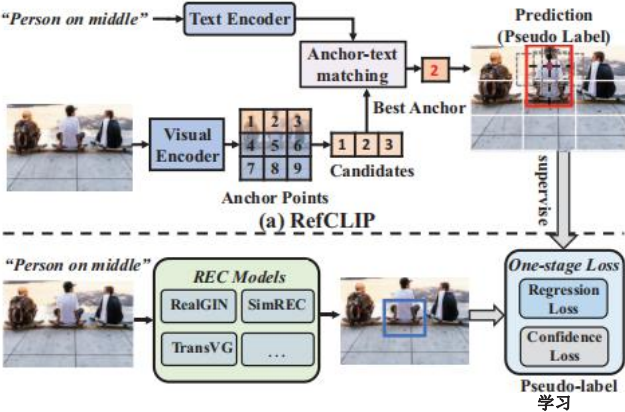 "Person on middle"
Text Encoder
Prediction
(Pseudo Label)
Anchor-text
matching
2
Best Anchor
Visual
Encoder
1 2 3
4 5 6
7 8 9
1 2 3
Candidates
Anchor Points
supervise
(a) RefCLIP
"Person on middle"
REC Models
RealGIN
SimREC
TransVG
...
One-stage Loss
Regression
Loss
Confidence
Loss
Pseudo-label
学习